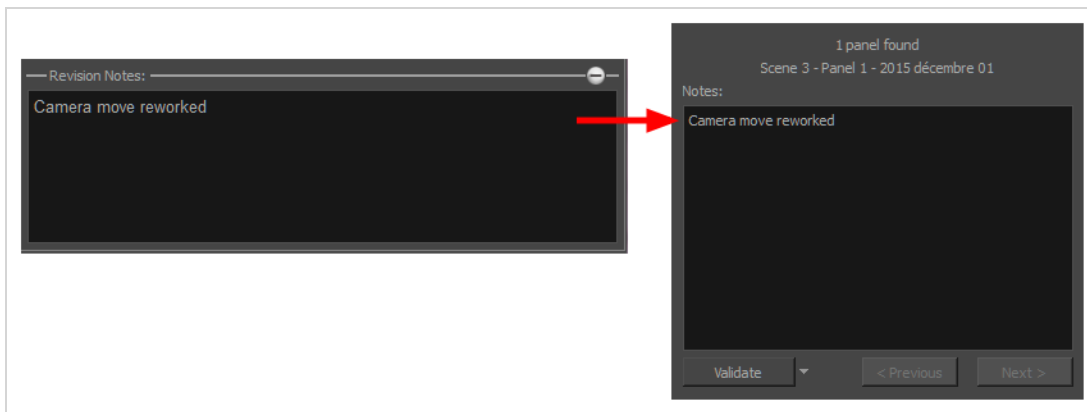 Revision Notes:
Camera move reworked
1 panel found
Scene 3 - Panel 1 - 2015 décembre 01
Notes:
Camera move reworked
Validate
< Previous
Next >